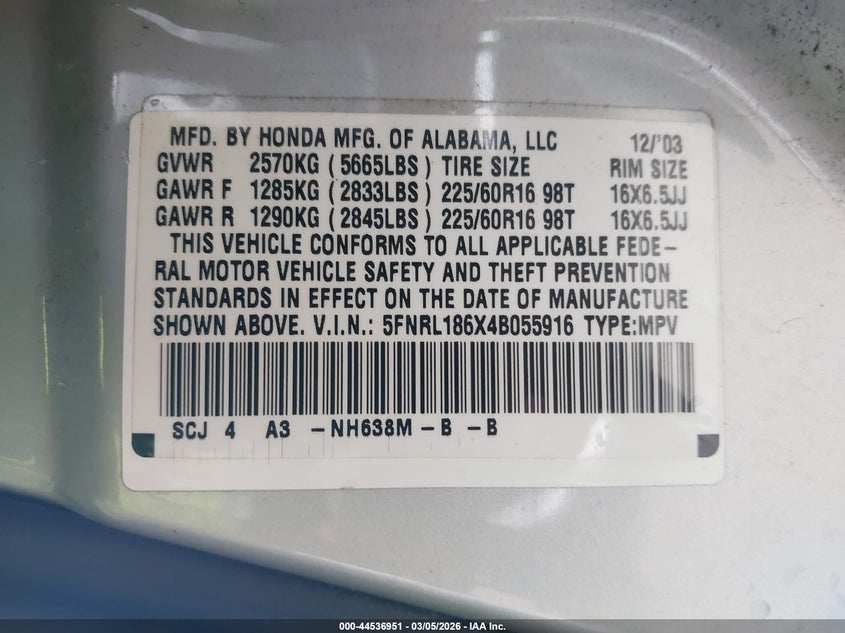 MFD. BY HONDA MFG. OF ALABAMA, LLC 12/'03
GVWR 2570KG (5665LBS) TIRE SIZE RIM SIZE
GAWR F 1285KG (2833LBS) 225/60R16 98T 16X6.5JJ
GAWR R 1290KG (2845LBS) 225/60R16 98T 16X6.5JJ
THIS VEHICLE CONFORMS TO ALL APPLICABLE FEDE-
RAL MOTOR VEHICLE SAFETY AND THEFT PREVENTION
STANDARDS IN EFFECT ON THE DATE OF MANUFACTURE
SHOWN ABOVE. V.I.N.: 5FNRL186X4B055916 TYPE:MPV
SCJ 4 A3 -NH638M -B -B
000-44536951 - 03/05/2026 - IAA Inc.